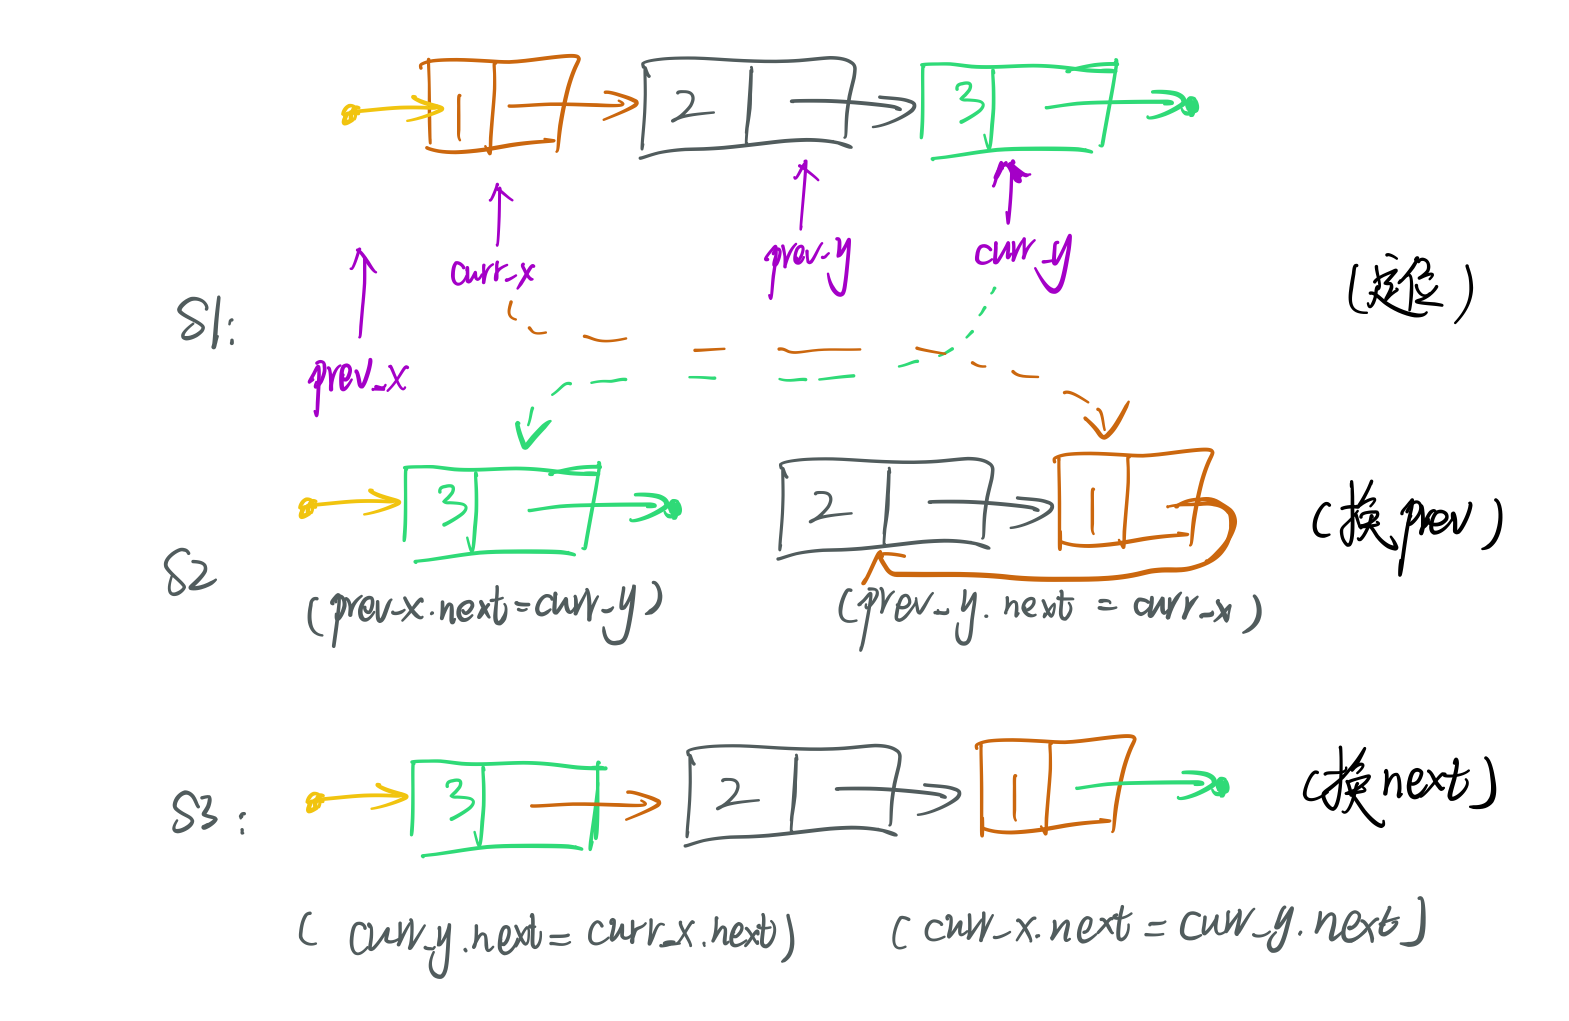 1 2 3
curr_x prev_y curr_y
S1: (定位)
prev_x
3 2 1 (换prev)
S2
(prev_x.next=curr_y) (prev_y.next = curr_x)
S3: 3 2 1 (换next)
(curr_y.next=curr_x.next) (curr_x.next=curr_y.next)